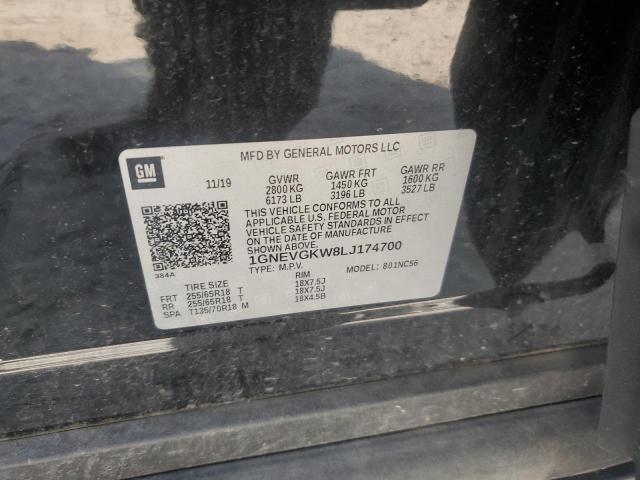 MFD BY GENERAL MOTORS LLC
GM
11/19 GVWR GAWR FRT GAWR RR
2800 KG 1450 KG 1600 KG
6173 LB 3196 LB 3527 LB
THIS VEHICLE CONFORMS TO ALL
APPLICABLE U.S. FEDERAL MOTOR
VEHICLE SAFETY STANDARDS IN EFFECT
ON THE DATE OF MANUFACTURE
SHOWN ABOVE.
1GNEVGKW8LJ174700
TYPE: M.P.V. MODEL: 801NC56
384A
TIRE SIZE RIM
FRT 255/65R18 T 18X7.5J
RR 255/65R18 T 18X7.5J
SPA T135/70R18 M 18X4.5B